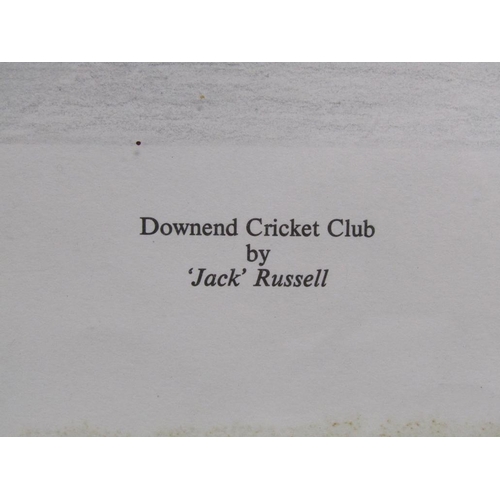 Downend Cricket Club
by
‘Jack’ Russell